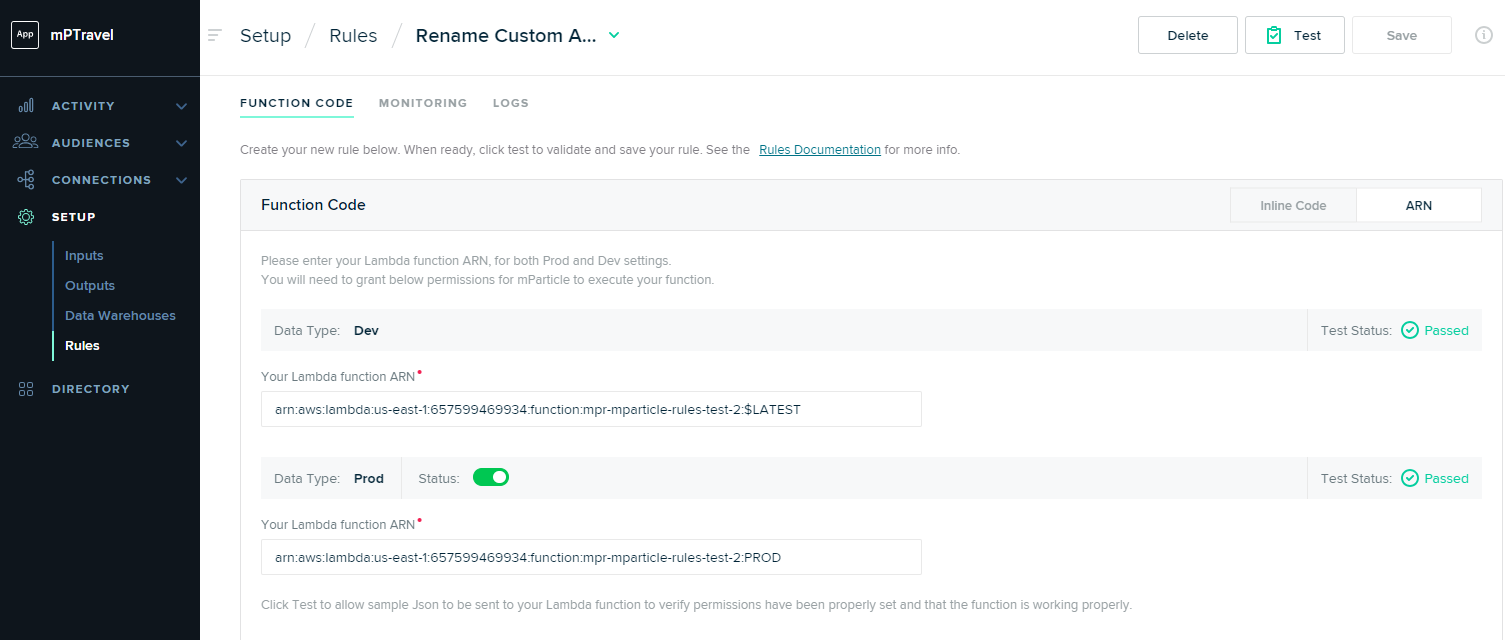 App mPTravel
Setup / Rules / Rename Custom A...
Delete
Test
Save
ACTIVITY
AUDIENCES
CONNECTIONS
SETUP
Inputs
Outputs
Data Warehouses
Rules
DIRECTORY
FUNCTION CODE MONITORING LOGS
Create your new rule below. When ready, click test to validate and save your rule. See the Rules Documentation for more info.
Function Code
Inline Code ARN
Please enter your Lambda function ARN, for both Prod and Dev settings.
You will need to grant below permissions for mParticle to execute your function.
Data Type: Dev Test Status: Passed
Your Lambda function ARN
arn:aws:lambda:us-east-1:657599469934:function:mpr-mparticle-rules-test-2:$LATEST
Data Type: Prod Status: Test Status: Passed
Your Lambda function ARN
arn:aws:lambda:us-east-1:657599469934:function:mpr-mparticle-rules-test-2:PROD
Click Test to allow sample Json to be sent to your Lambda function to verify permissions have been properly set and that the function is working properly.